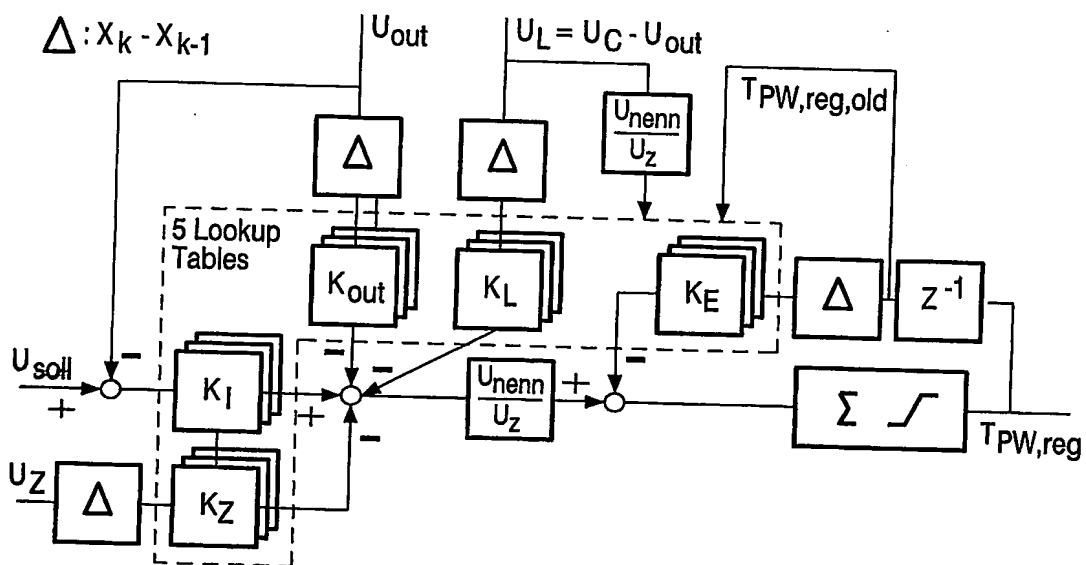 Δ : X_k - X_k-1
U_out
U_L = U_C - U_out
T_PW,reg,old
Δ
Δ
U_nenn
U_z
5 Lookup
Tables
K_out
K_L
K_E
Δ
Z^-1
U_soll
+
-
K_I
+
-
-
-
U_nenn
U_z
+
-
Σ
T_PW,reg
U_Z
Δ
K_Z